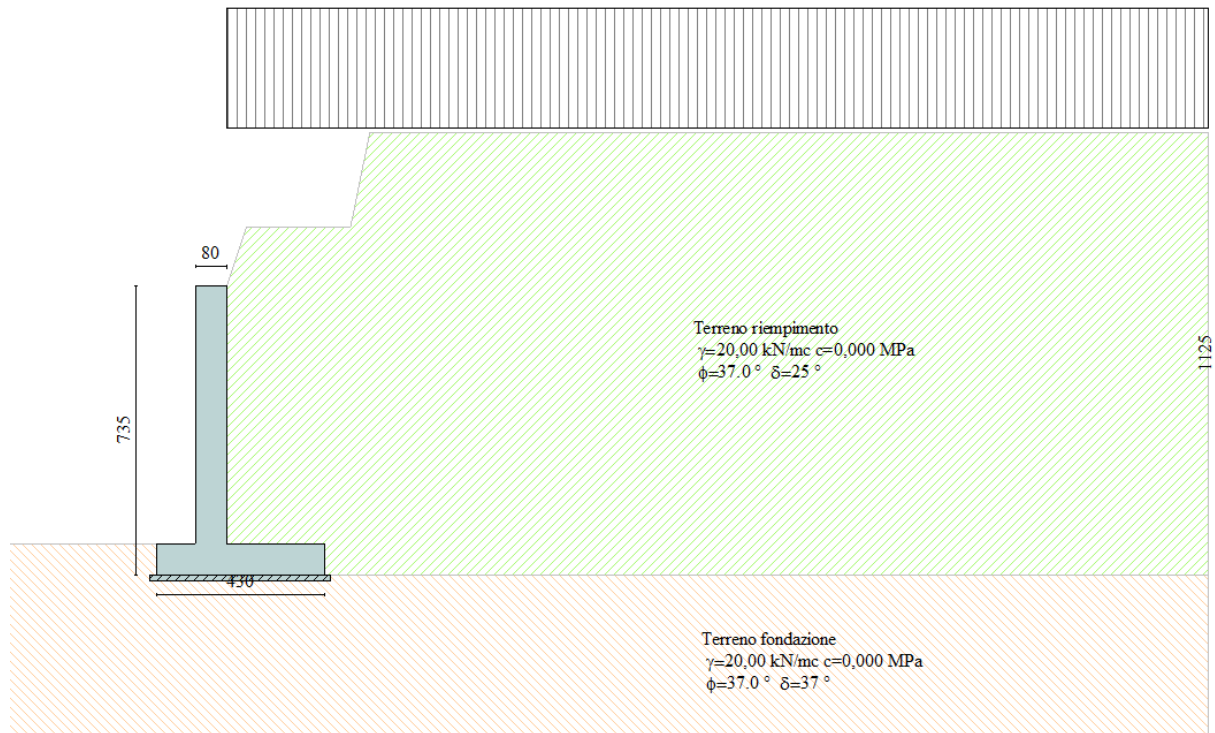 80
Terreno riempimento
γ=20,00 kN/mc c=0,000 MPa
ϕ=37.0 ° δ=25 °
1125
735
430
Terreno fondazione
γ=20,00 kN/mc c=0,000 MPa
ϕ=37.0 ° δ=37 °